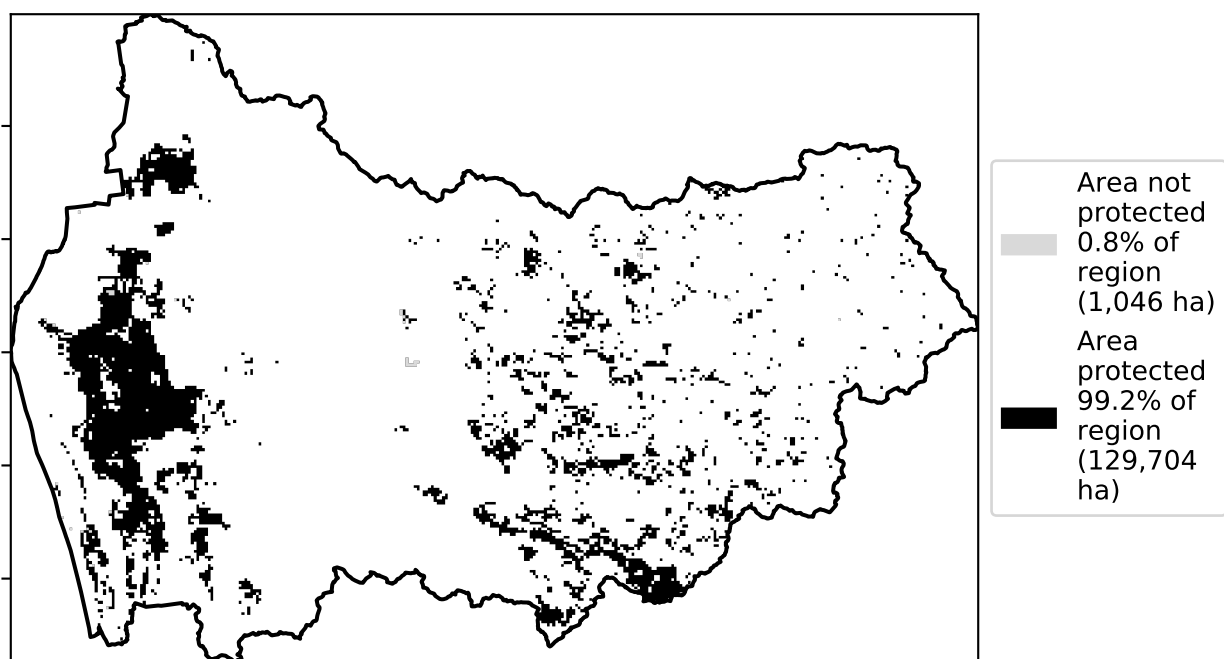 Area not
protected
0.8% of
region
(1,046 ha)
Area
protected
99.2% of
region
(129,704
ha)